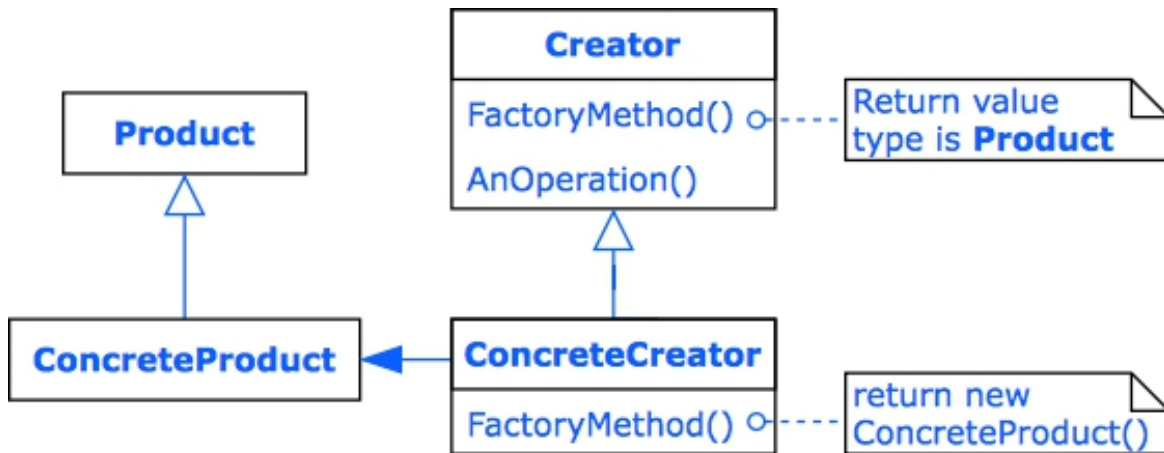 Creator
FactoryMethod()
Return value
type is Product
Product
AnOperation()
ConcreteProduct
ConcreteCreator
FactoryMethod()
return new
ConcreteProduct()